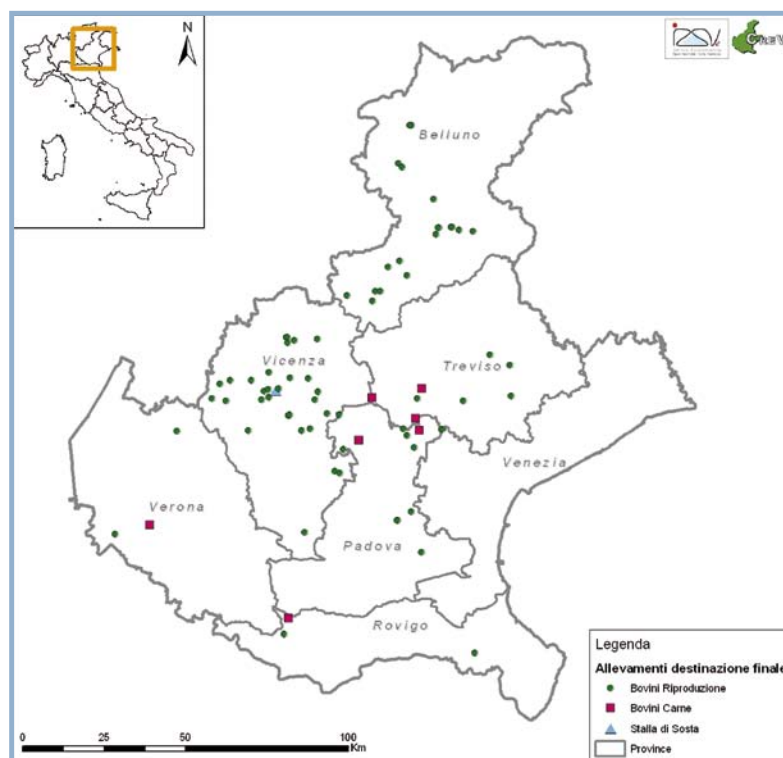 N
CREV
Belluno
Vicenza
Treviso
Venezia
Verona
Padova
Rovigo
Legenda
Allevamenti destinazione finale
Bovini Riproduzione
Bovini Carne
Stalla di Sosta
Province
0 25 50 100
Km